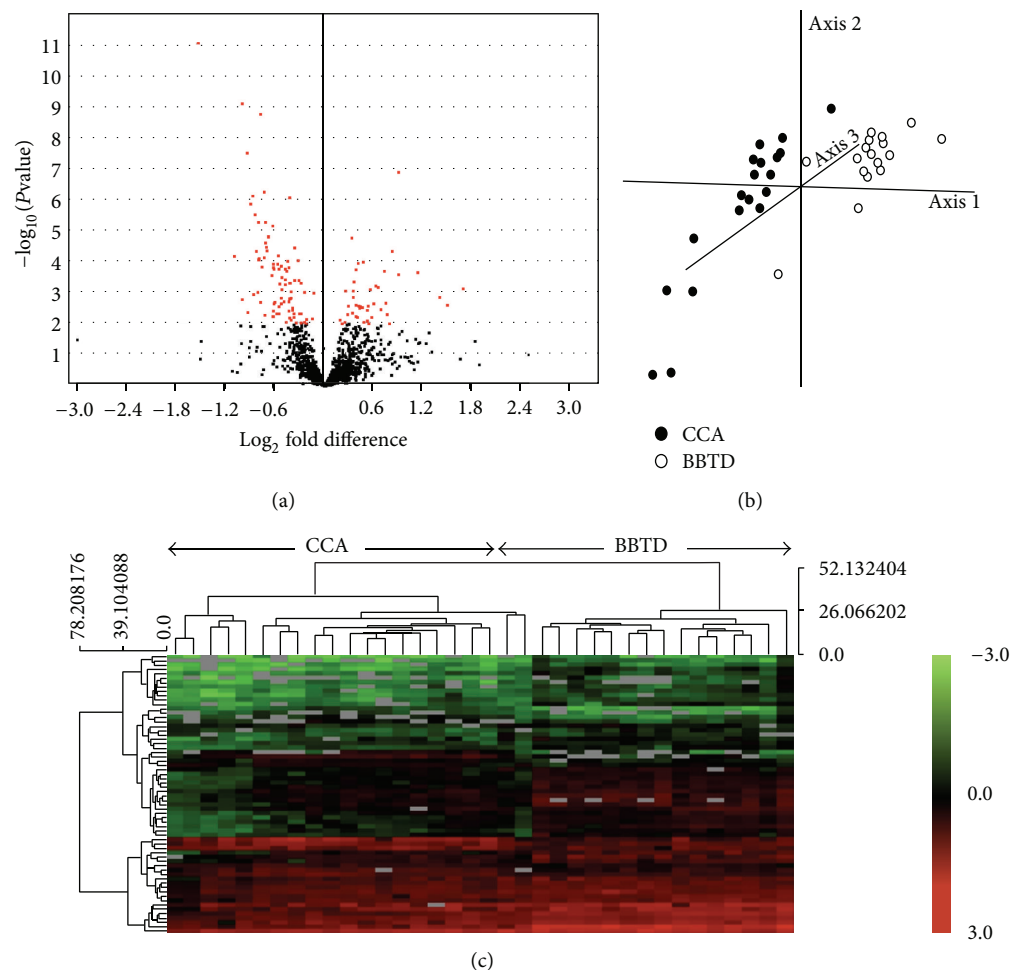 11
10
9
8
7
6
5
4
3
2
1
−log₁₀(Pvalue)
−3.0 −2.4 −1.8 −1.2 −0.6 0.6 1.2 1.8 2.4 3.0
Log₂ fold difference
(a)
Axis 2
Axis 3
Axis 1
CCA
BBTD
(b)
CCA BBTD
78.208176
39.104088
0.0
52.132404
26.066202
0.0
−3.0
0.0
3.0
(c)